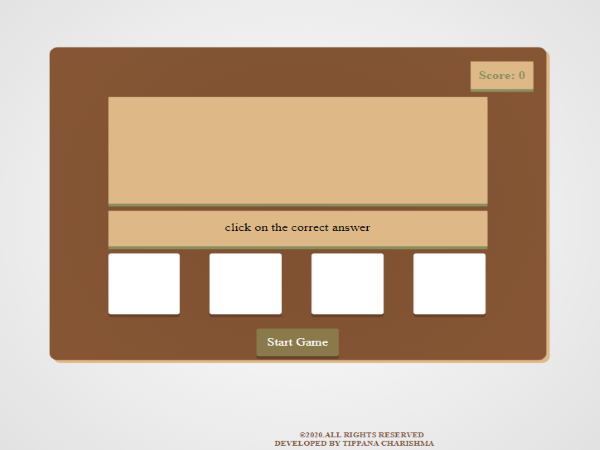 Score: 0
click on the correct answer
Start Game
©2020.ALL RIGHTS RESERVED
DEVELOPED BY TIPPANA CHARISHMA